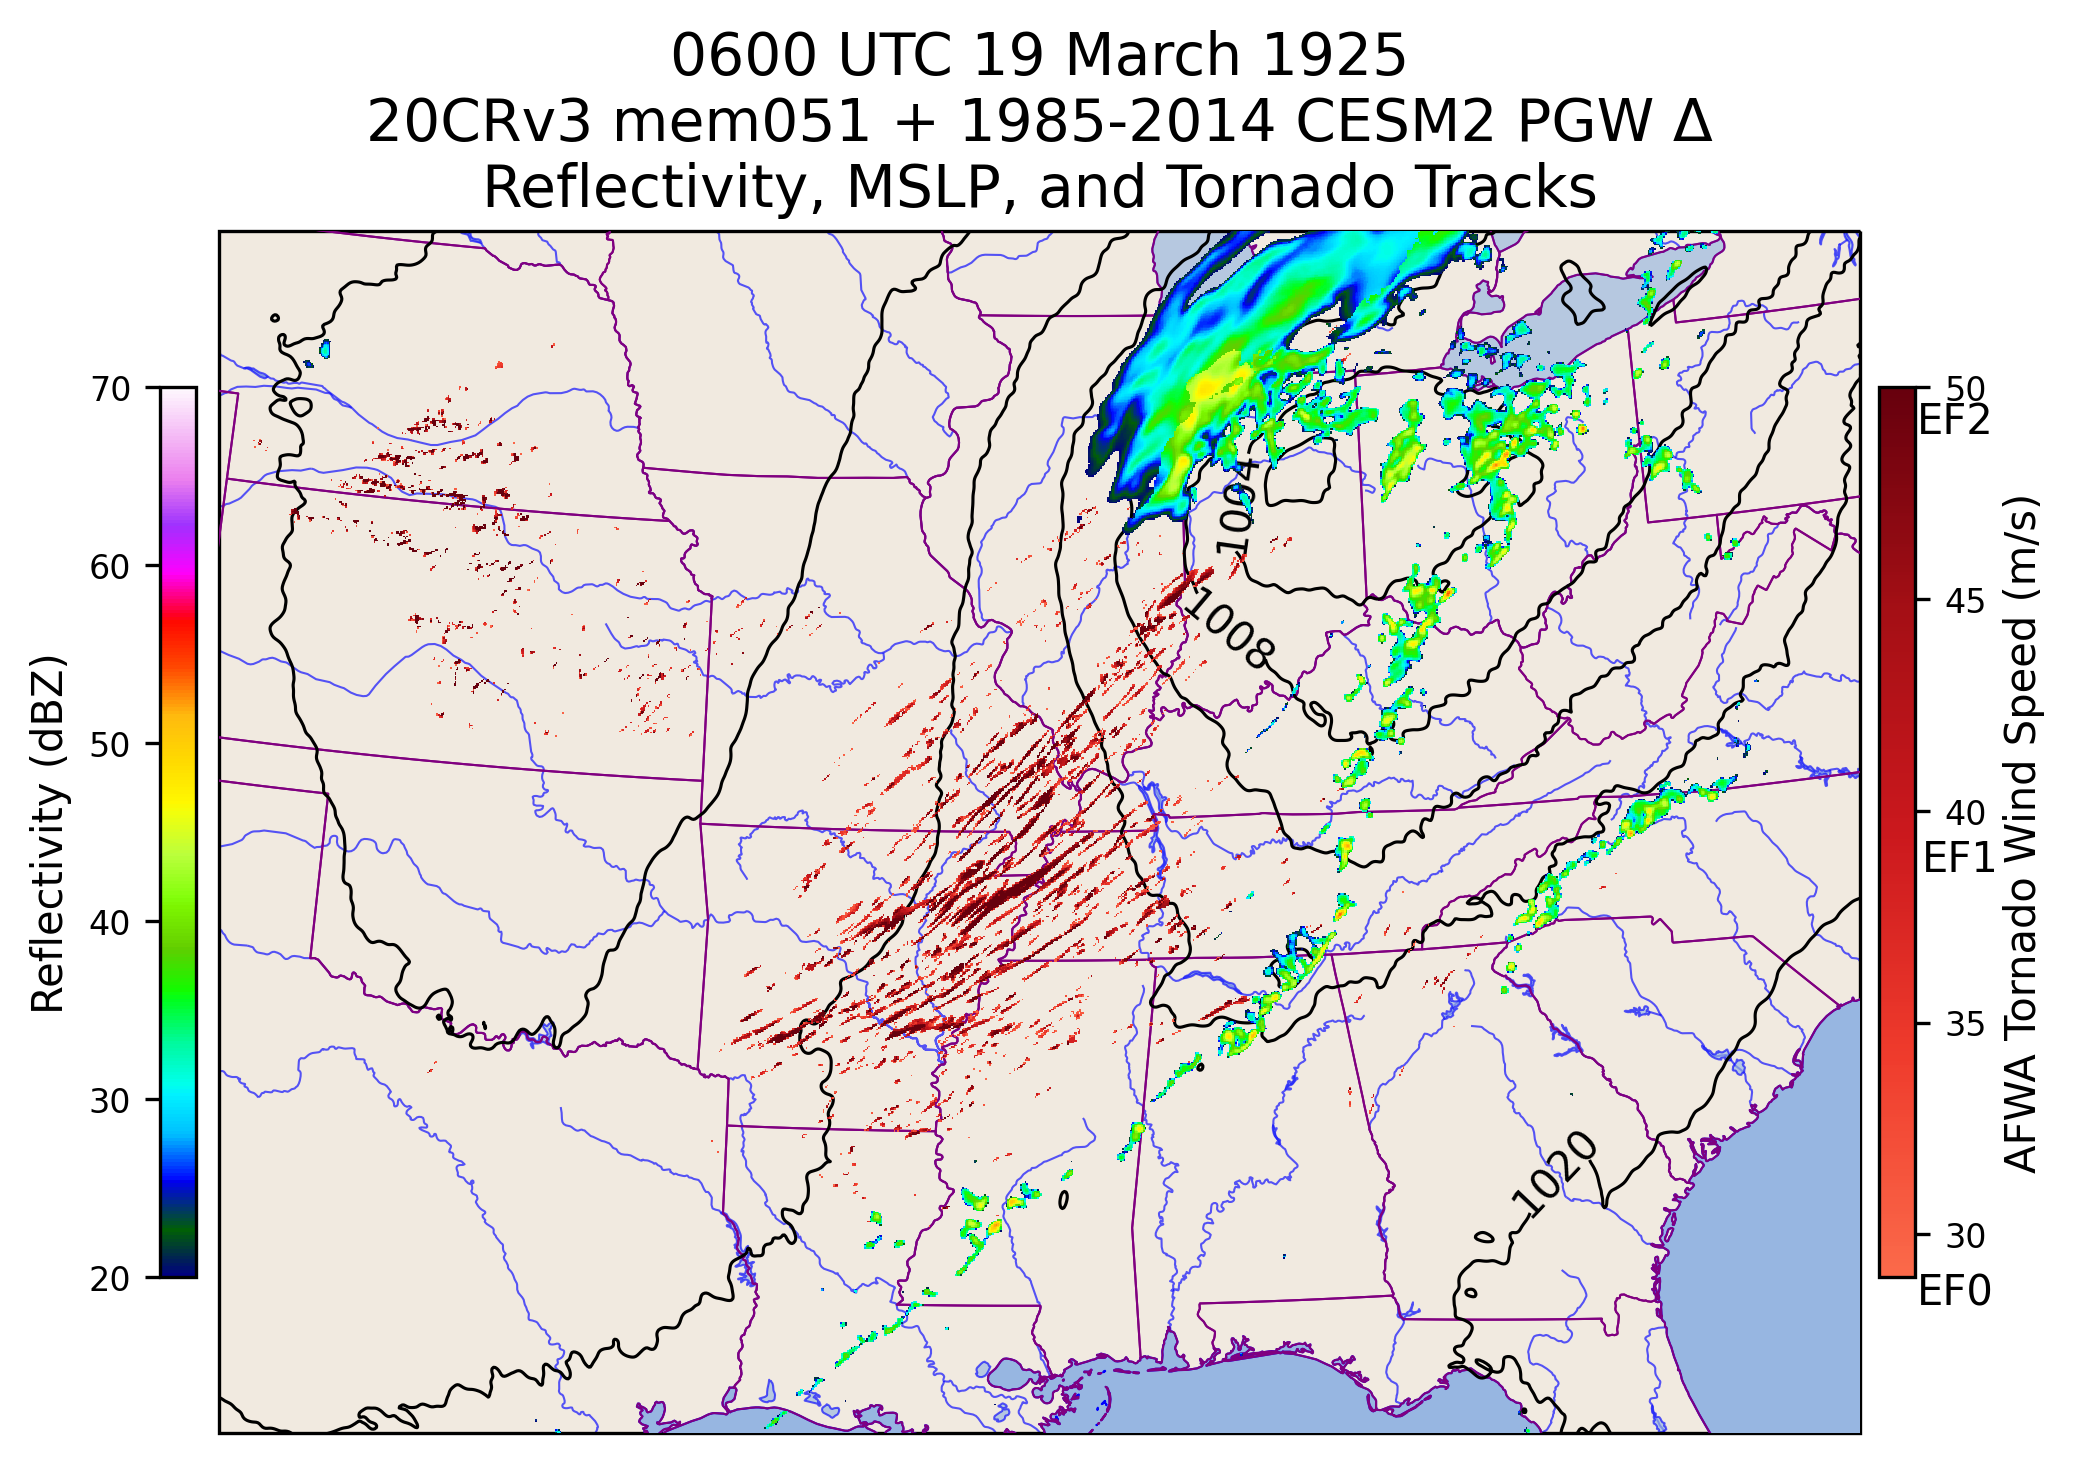 0600 UTC 19 March 1925
20CRv3 mem051 + 1985-2014 CESM2 PGW Δ
Reflectivity, MSLP, and Tornado Tracks
70
60
50
40
30
20
Reflectivity (dBZ)
1004
1008
1020
50
EF2
45
40
EF1
35
30
EF0
AFWA Tornado Wind Speed (m/s)